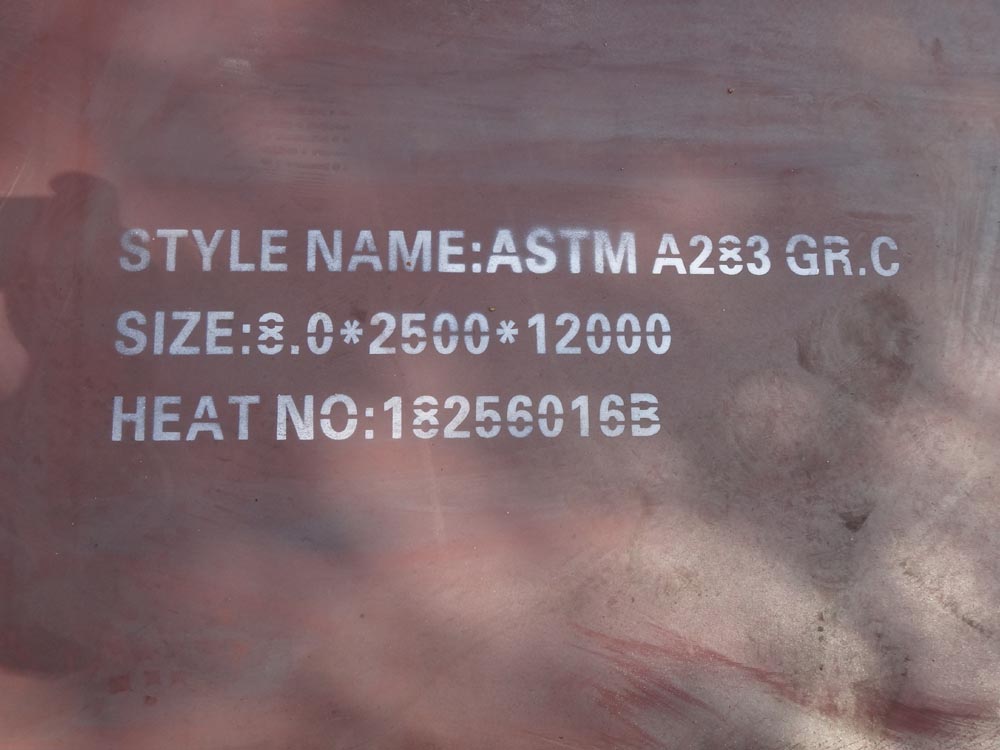 STYLE NAME:ASTM A283 GR.C
SIZE:8.0*2500*12000
HEAT NO:18256016B